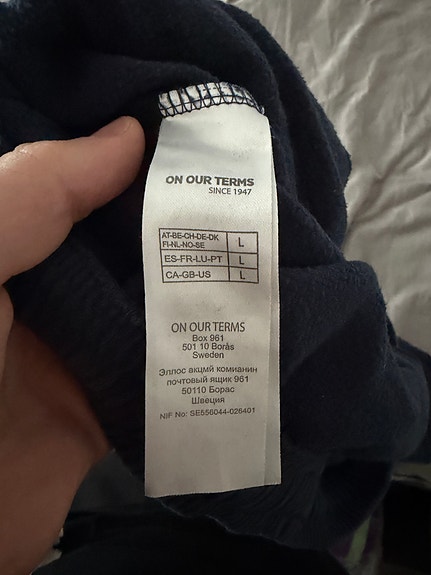 ON OUR TERMS
SINCE 1947
AT-BE-CH-DE-DK
FI-NL-NO-SE L
ES-FR-LU-PT L
CA-GB-US L
ON OUR TERMS
Box 961
501 10 Borås
Sweden
Эллос акцмй комианин
почтовый ящик 961
50110 Борас
Швеция
NIF No: SE556044-026401